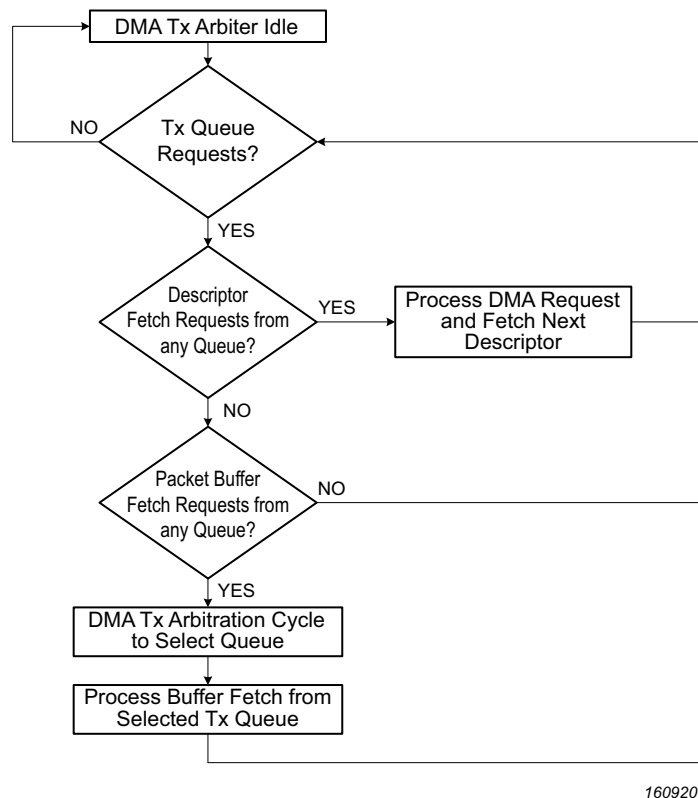 DMA Tx Arbiter Idle
NO
Tx Queue
Requests?
YES
Descriptor
Fetch Requests from
any Queue?
YES
Process DMA Request
and Fetch Next
Descriptor
NO
Packet Buffer
Fetch Requests from
any Queue?
NO
YES
DMA Tx Arbitration Cycle
to Select Queue
Process Buffer Fetch from
Selected Tx Queue
160920